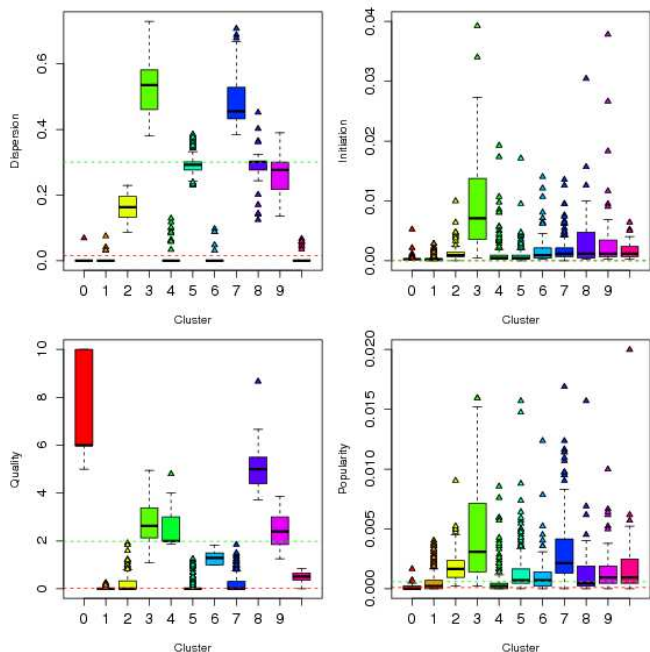 Dispersion
0.6
0.4
0.2
0.0
0 1 2 3 4 5 6 7 8 9
Cluster
Initiation
0.04
0.03
0.02
0.01
0.00
0 1 2 3 4 5 6 7 8 9
Cluster
Quality
10
8
6
4
2
0
0 1 2 3 4 5 6 7 8 9
Cluster
Popularity
0.020
0.015
0.010
0.005
0.000
0 1 2 3 4 5 6 7 8 9
Cluster